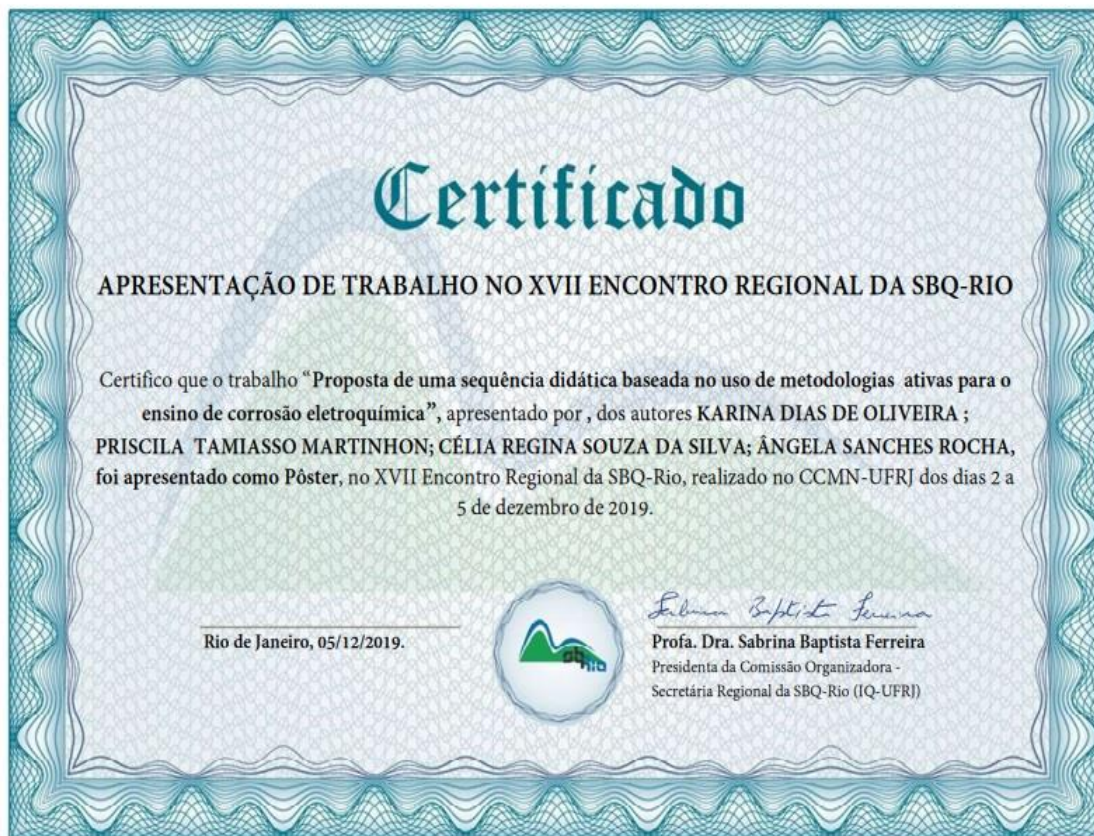 Certificado
APRESENTAÇÃO DE TRABALHO NO XVII ENCONTRO REGIONAL DA SBQ-RIO
Certifico que o trabalho “Proposta de uma sequência didática baseada no uso de metodologias ativas para o
ensino de corrosão eletroquímica”, apresentado por , dos autores KARINA DIAS DE OLIVEIRA ;
PRISCILA TAMIASSO MARTINHON; CÉLIA REGINA SOUZA DA SILVA; ÂNGELA SANCHES ROCHA,
foi apresentado como Pôster, no XVII Encontro Regional da SBQ-Rio, realizado no CCMN-UFRJ dos dias 2 a
5 de dezembro de 2019.
Rio de Janeiro, 05/12/2019.
sbqRio
Sabrina Baptista Ferreira
Profa. Dra. Sabrina Baptista Ferreira
Presidenta da Comissão Organizadora -
Secretária Regional da SBQ-Rio (IQ-UFRJ)